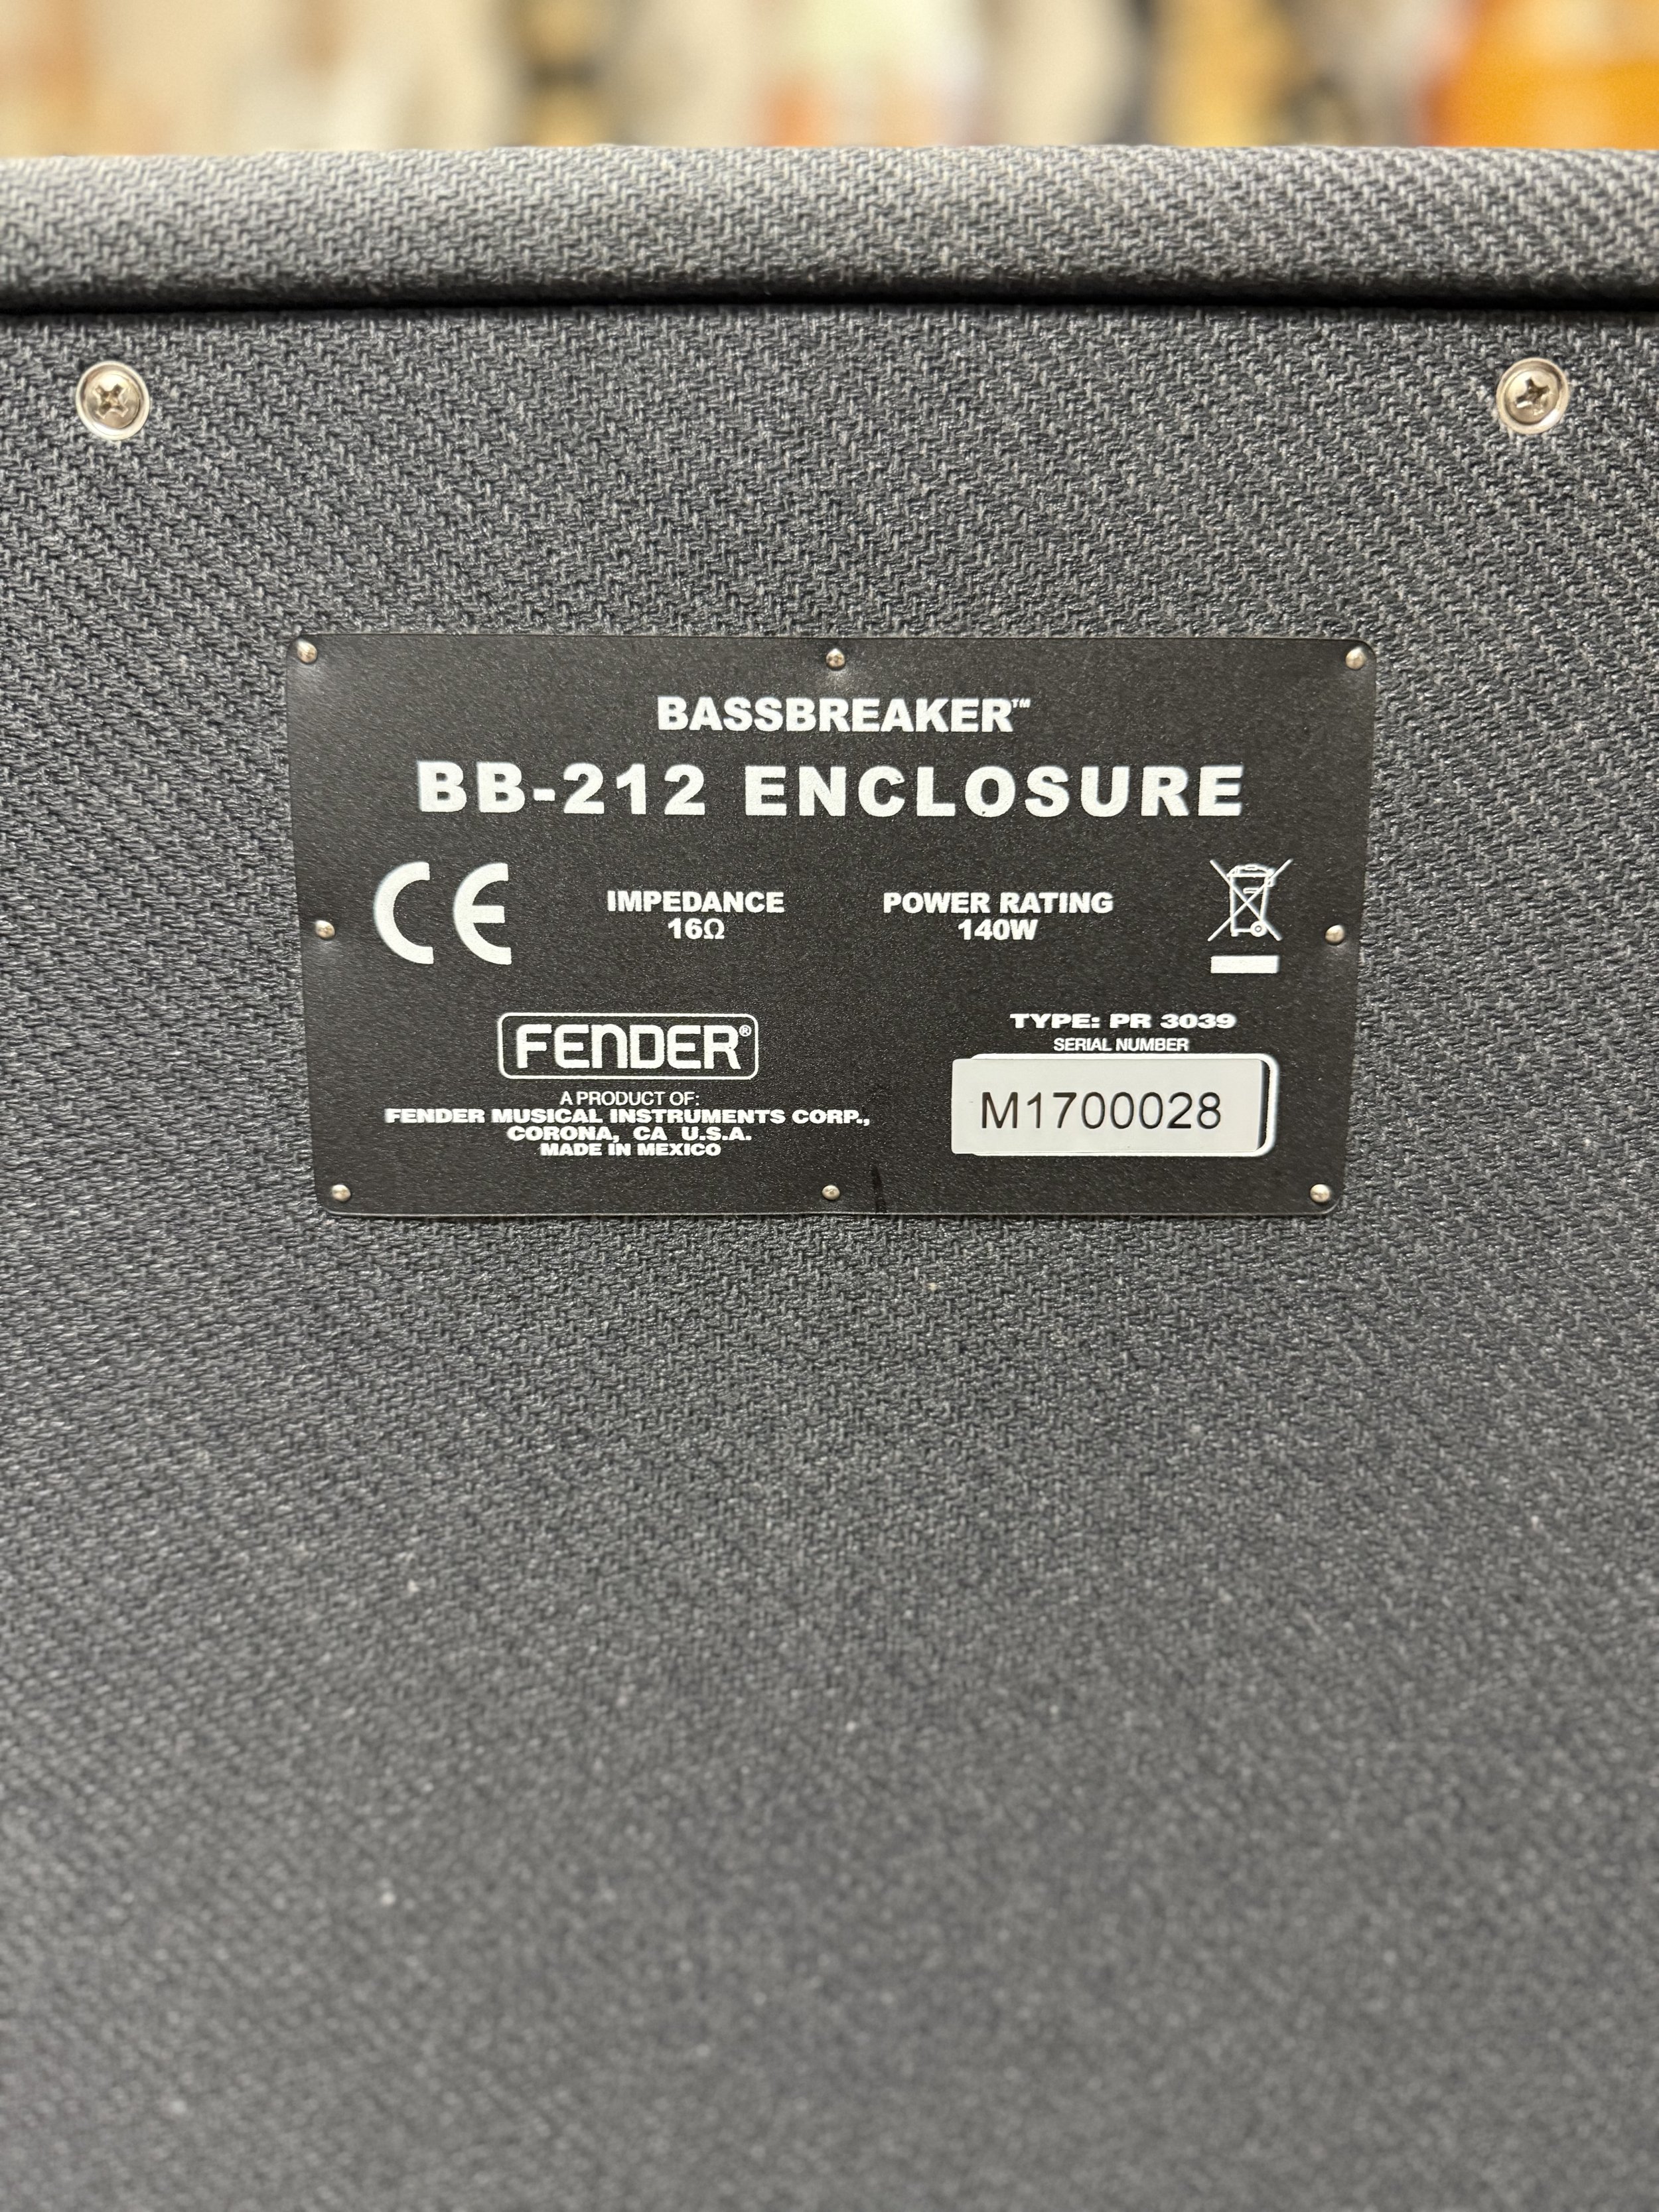 BASSBREAKER™
BB-212 ENCLOSURE
CE
IMPEDANCE
16Ω
POWER RATING
140W
FENDER®
A PRODUCT OF:
FENDER MUSICAL INSTRUMENTS CORP.,
CORONA, CA U.S.A.
MADE IN MEXICO
TYPE: PR 3039
SERIAL NUMBER
M1700028